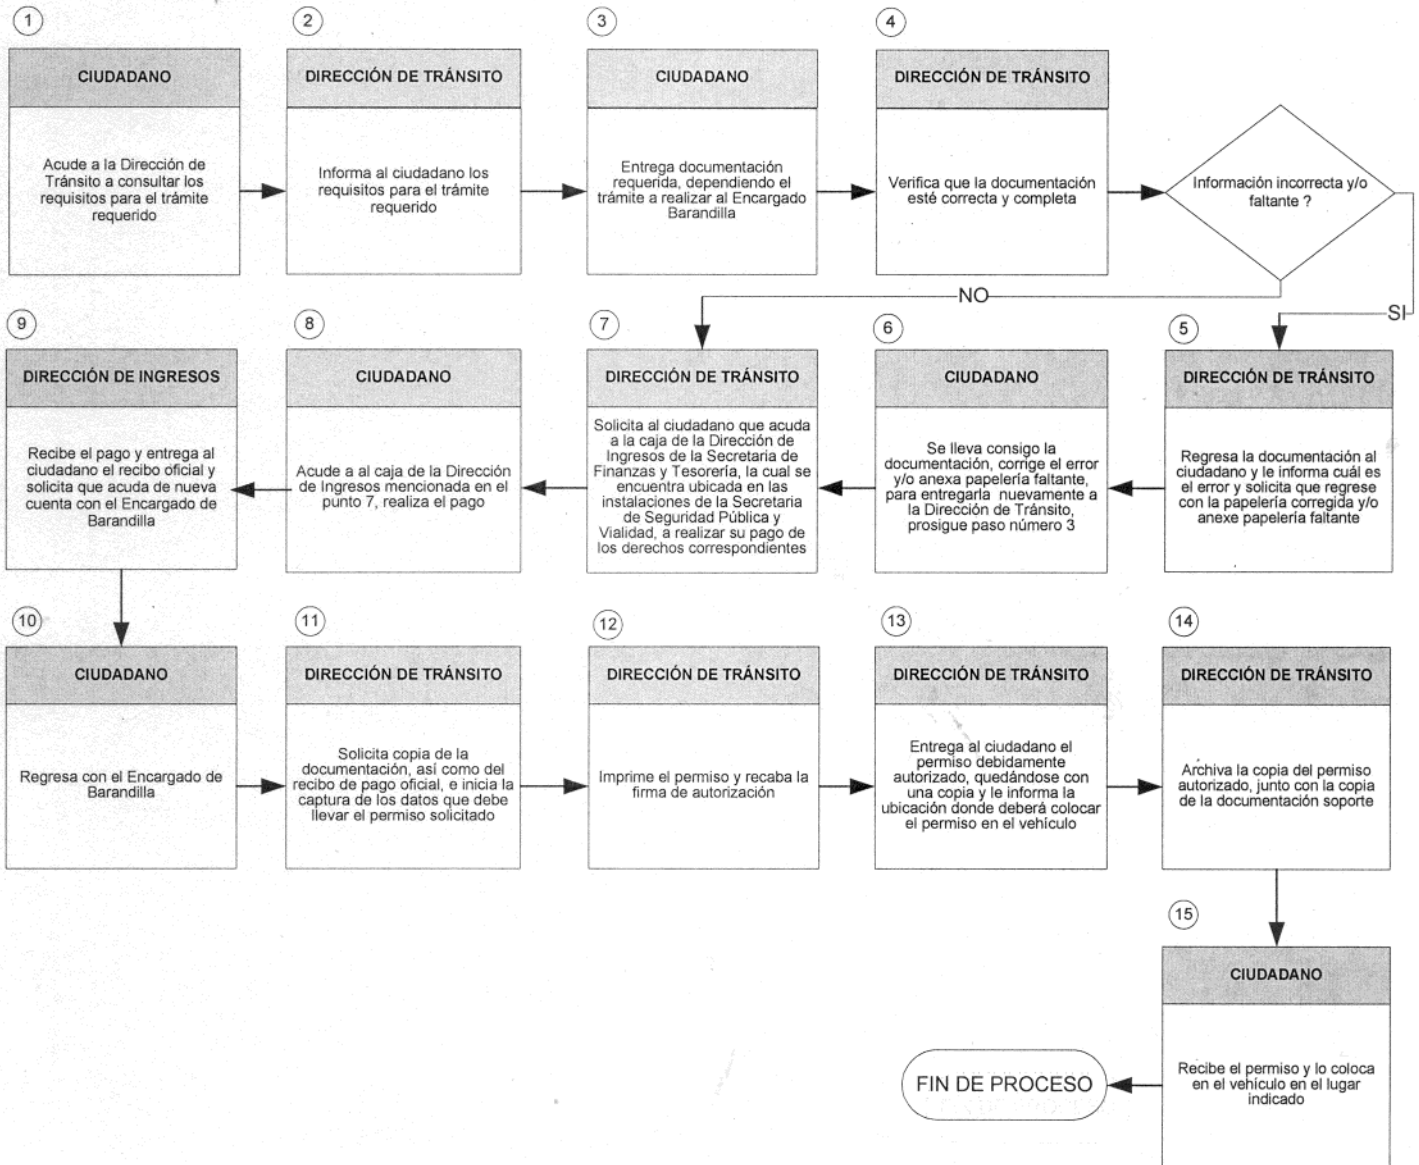 1
CIUDADANO
Acude a la Dirección de
Tránsito a consultar los
requisitos para el trámite
requerido
2
DIRECCIÓN DE TRÁNSITO
Informa al ciudadano los
requisitos para el trámite
requerido
3
CIUDADANO
Entrega documentación
requerida, dependiendo el
trámite a realizar al Encargado
Barandilla
4
DIRECCIÓN DE TRÁNSITO
Verifica que la documentación
esté correcta y completa
Información incorrecta y/o
faltante ?
NO
SI
5
DIRECCIÓN DE TRÁNSITO
Regresa la documentación al
ciudadano y le informa cuál es
el error y solicita que regrese
con la papelería corregida y/o
anexe papelería faltante
6
CIUDADANO
Se lleva consigo la
documentación, corrige el error
y/o anexa papelería faltante,
para entregarla nuevamente a
la Dirección de Tránsito,
prosigue paso número 3
7
DIRECCIÓN DE TRÁNSITO
Solicita al ciudadano que acuda
a la caja de la Dirección de
Ingresos de la Secretaria de
Finanzas y Tesorería, la cual se
encuentra ubicada en las
instalaciones de la Secretaria
de Seguridad Pública y
Vialidad, a realizar su pago de
los derechos correspondientes
8
CIUDADANO
Acude a al caja de la Dirección
de Ingresos mencionada en el
punto 7, realiza el pago
9
DIRECCIÓN DE INGRESOS
Recibe el pago y entrega al
ciudadano el recibo oficial y
solicita que acuda de nueva
cuenta con el Encargado de
Barandilla
10
CIUDADANO
Regresa con el Encargado de
Barandilla
11
DIRECCIÓN DE TRÁNSITO
Solicita copia de la
documentación, así como del
recibo de pago oficial, e inicia la
captura de los datos que debe
llevar el permiso solicitado
12
DIRECCIÓN DE TRÁNSITO
Imprime el permiso y recaba la
firma de autorización
13
DIRECCIÓN DE TRÁNSITO
Entrega al ciudadano el
permiso debidamente
autorizado, quedándose con
una copia y le informa la
ubicación donde deberá colocar
el permiso en el vehículo
14
DIRECCIÓN DE TRÁNSITO
Archiva la copia del permiso
autorizado, junto con la copia
de la documentación soporte
15
CIUDADANO
Recibe el permiso y lo coloca
en el vehículo en el lugar
indicado
FIN DE PROCESO